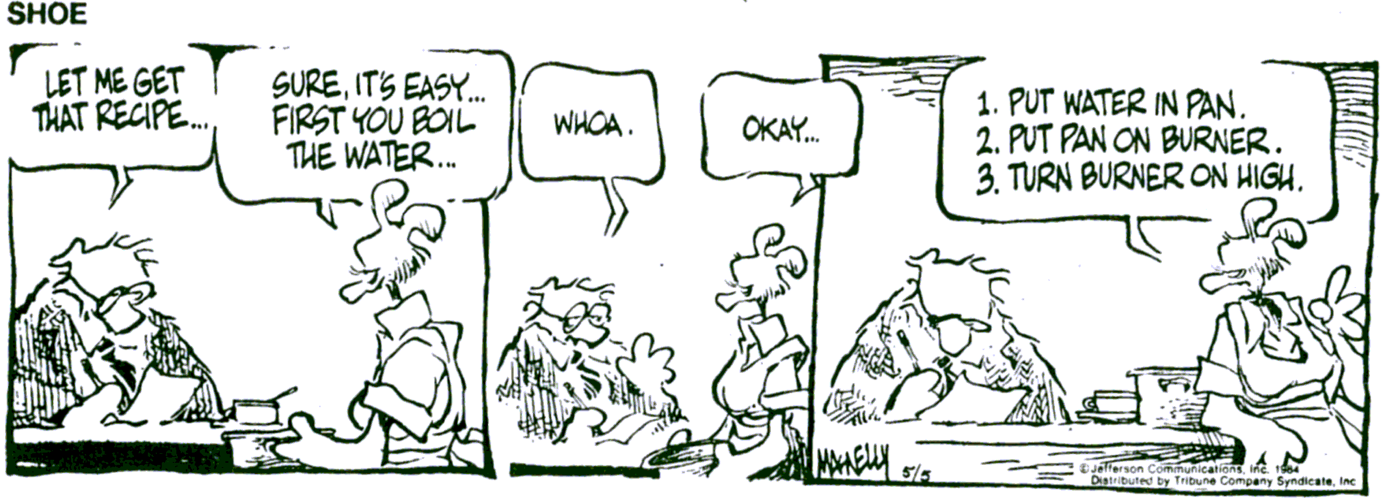 SHOE
LET ME GET
THAT RECIPE...
SURE, IT'S EASY...
FIRST YOU BOIL
THE WATER...
WHOA.
OKAY...
1. PUT WATER IN PAN.
2. PUT PAN ON BURNER.
3. TURN BURNER ON HIGH.
MACNELLY 5/5
© Jefferson Communications, Inc. 1984
Distributed by Tribune Company Syndicate, Inc